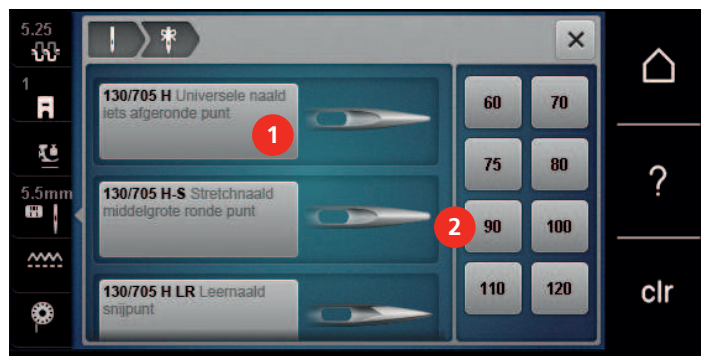 5.25
1
5.5mm
130/705 H Universele naald
iets afgeronde punt
1
130/705 H-S Stretchnaald
middelgrote ronde punt
2
130/705 H LR Leernaald
snijpunt
60 70
75 80
90 100
110 120
?
clr